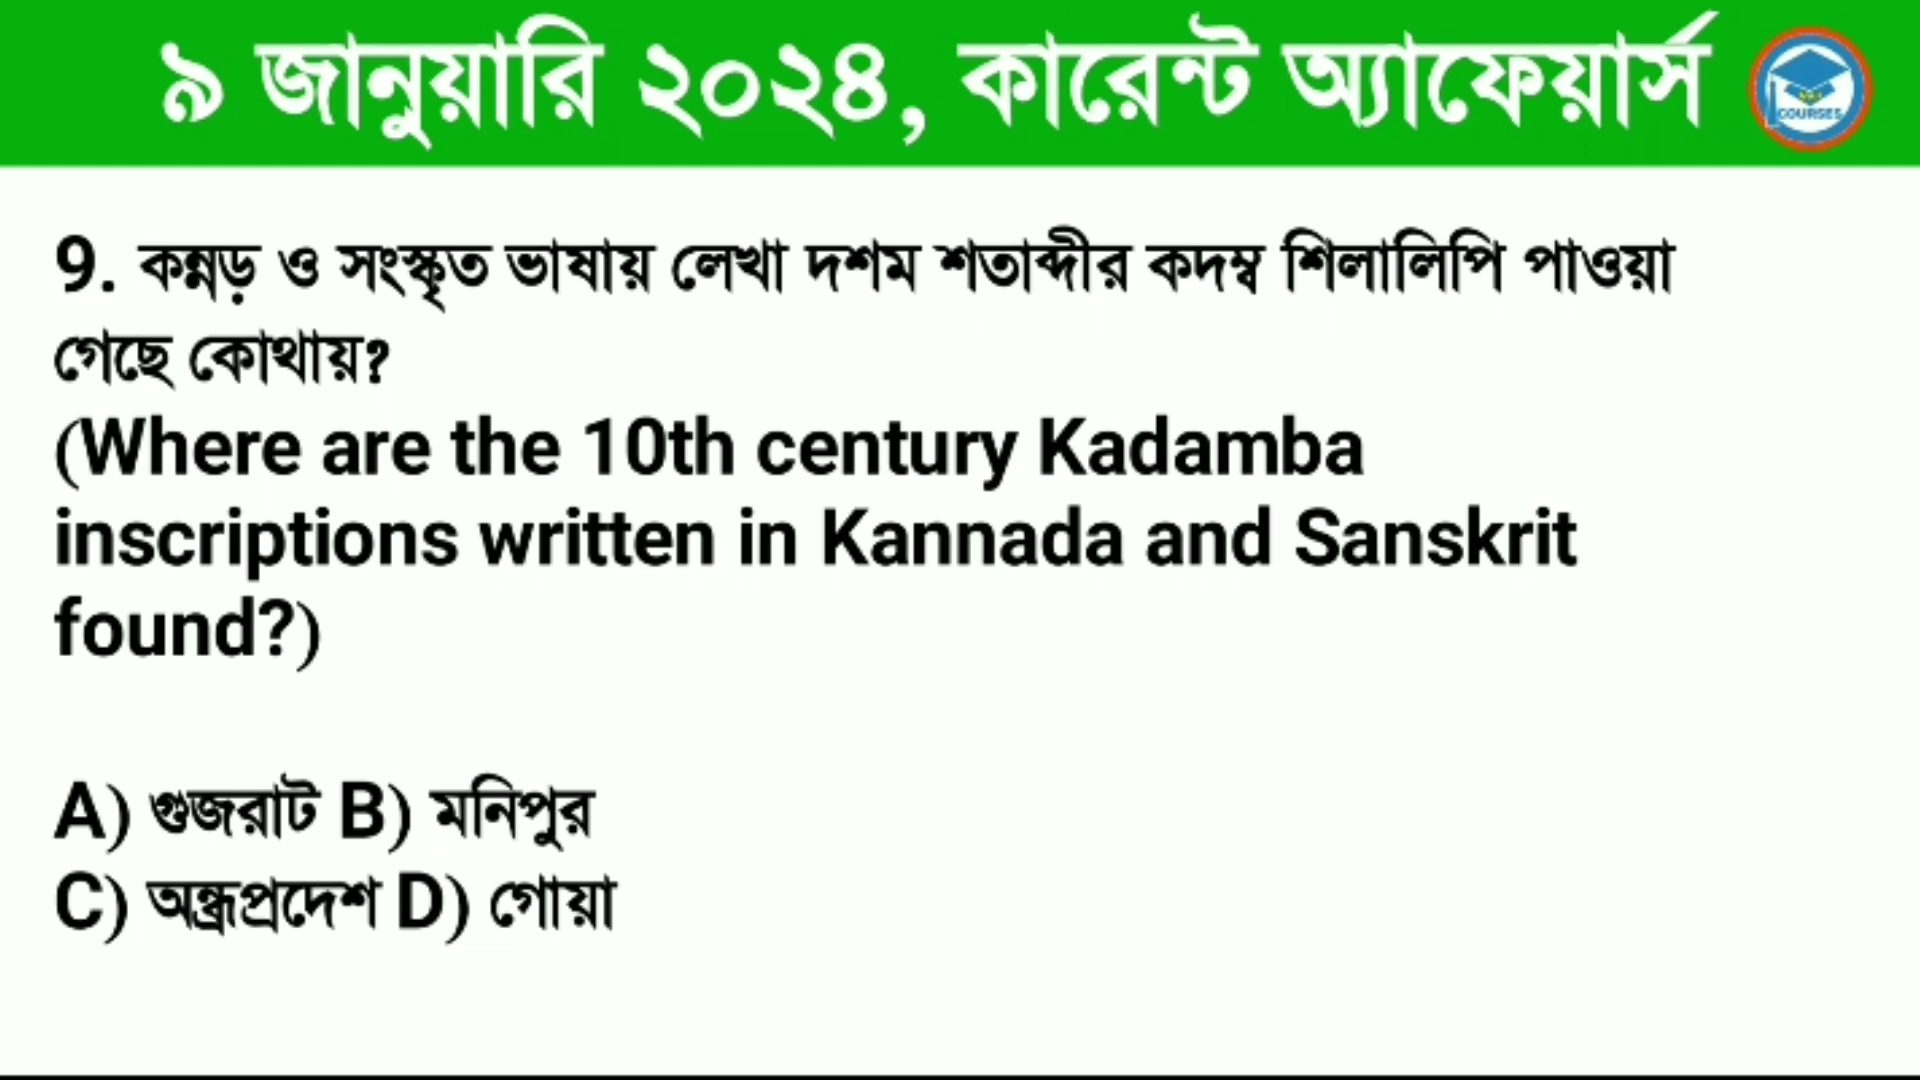 ৯ জানুয়ারি ২০২৪, কারেন্ট অ্যাফেয়ার্স
COURSES
9. কন্নড় ও সংস্কৃত ভাষায় লেখা দশম শতাব্দীর কদম্ব শিলালিপি পাওয়া
গেছে কোথায়?
(Where are the 10th century Kadamba
inscriptions written in Kannada and Sanskrit
found?)
A) গুজরাট B) মনিপুর
C) অন্ধ্রপ্রদেশ D) গোয়া